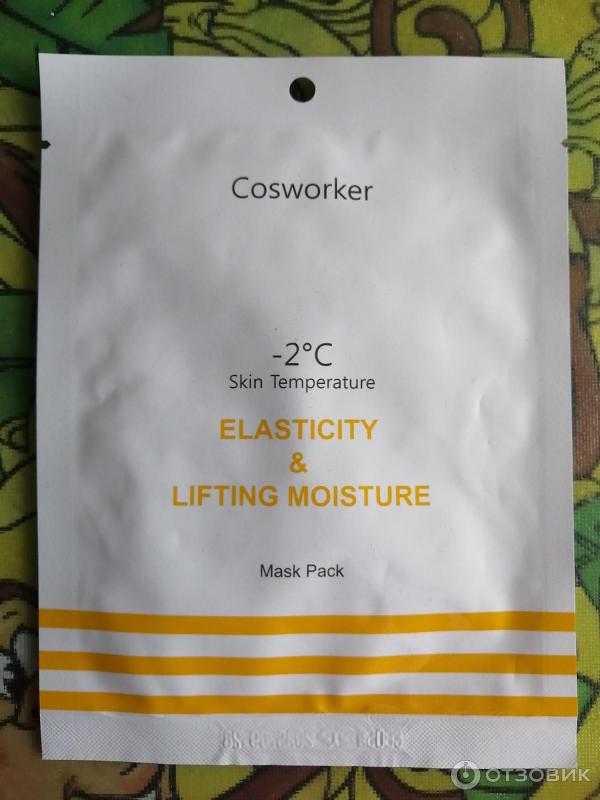 Cosworker
-2°C
Skin Temperature
ELASTICITY
&
LIFTING MOISTURE
Mask Pack
ОТЗОВИК